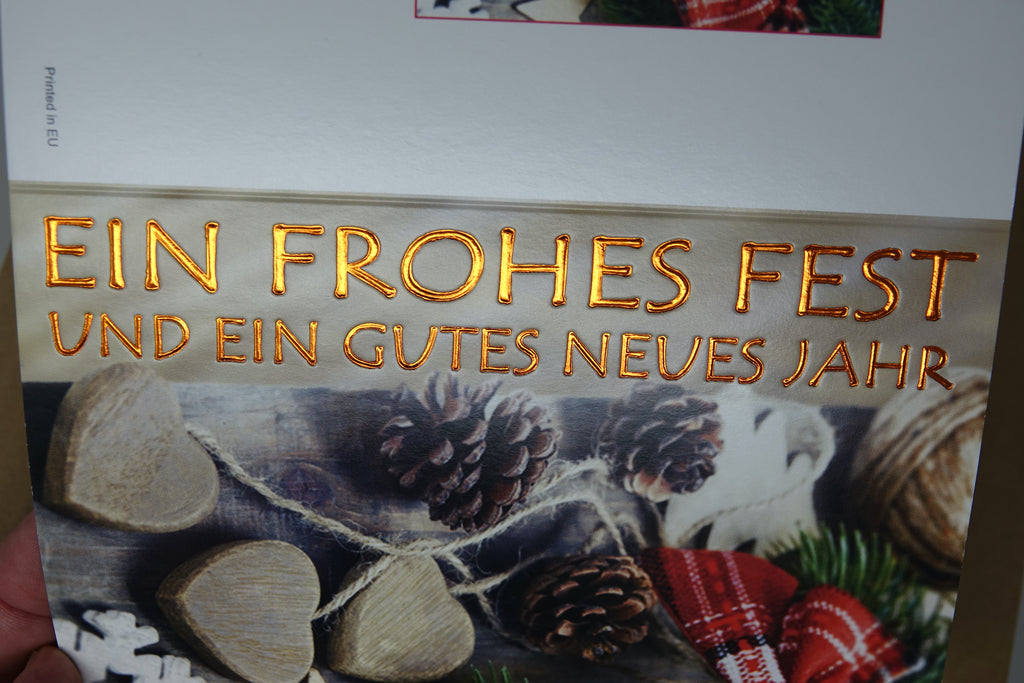 Printed in EU
EIN FROHES FEST
UND EIN GUTES NEUES JAHR